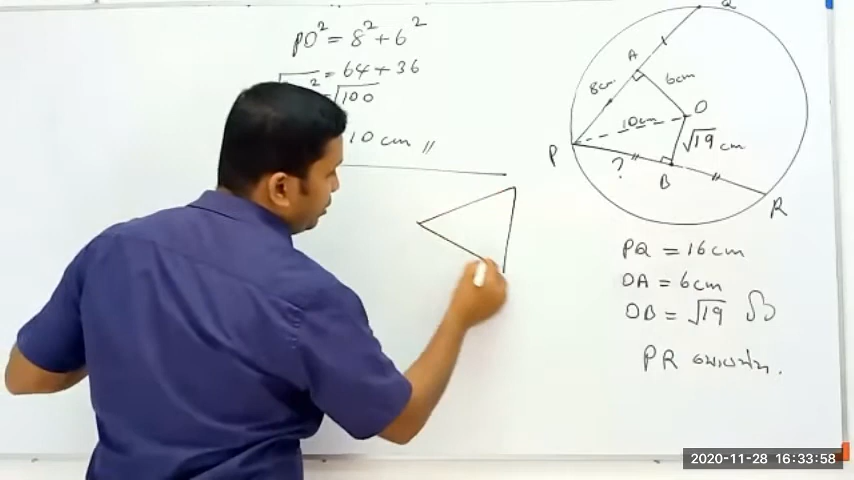 PO² = 8² + 6²
² = 64 + 36
= √100
10 cm //
Q
A
8cm
6cm
O
10cm
√19 cm
P
?
B
R
PQ = 16cm
OA = 6cm
OB = √19
PR
2020-11-28 16:33:58